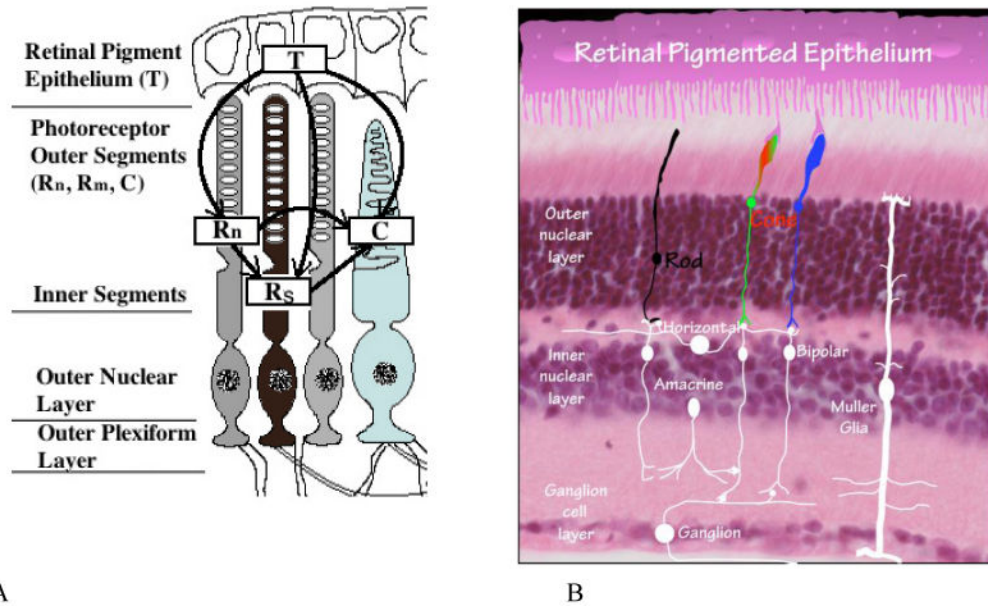 Retinal Pigment
Epithelium (T)
Photoreceptor
Outer Segments
(Rn, Rm, C)
Inner Segments
Outer Nuclear
Layer
Outer Plexiform
Layer
T
Rn
C
RS
A
Retinal Pigmented Epithelium
Outer
nuclear
layer
Cone
Rod
Horizontal
Inner
nuclear
layer
Bipolar
Amacrine
Muller
Glia
Ganglion
cell
layer
Ganglion
B